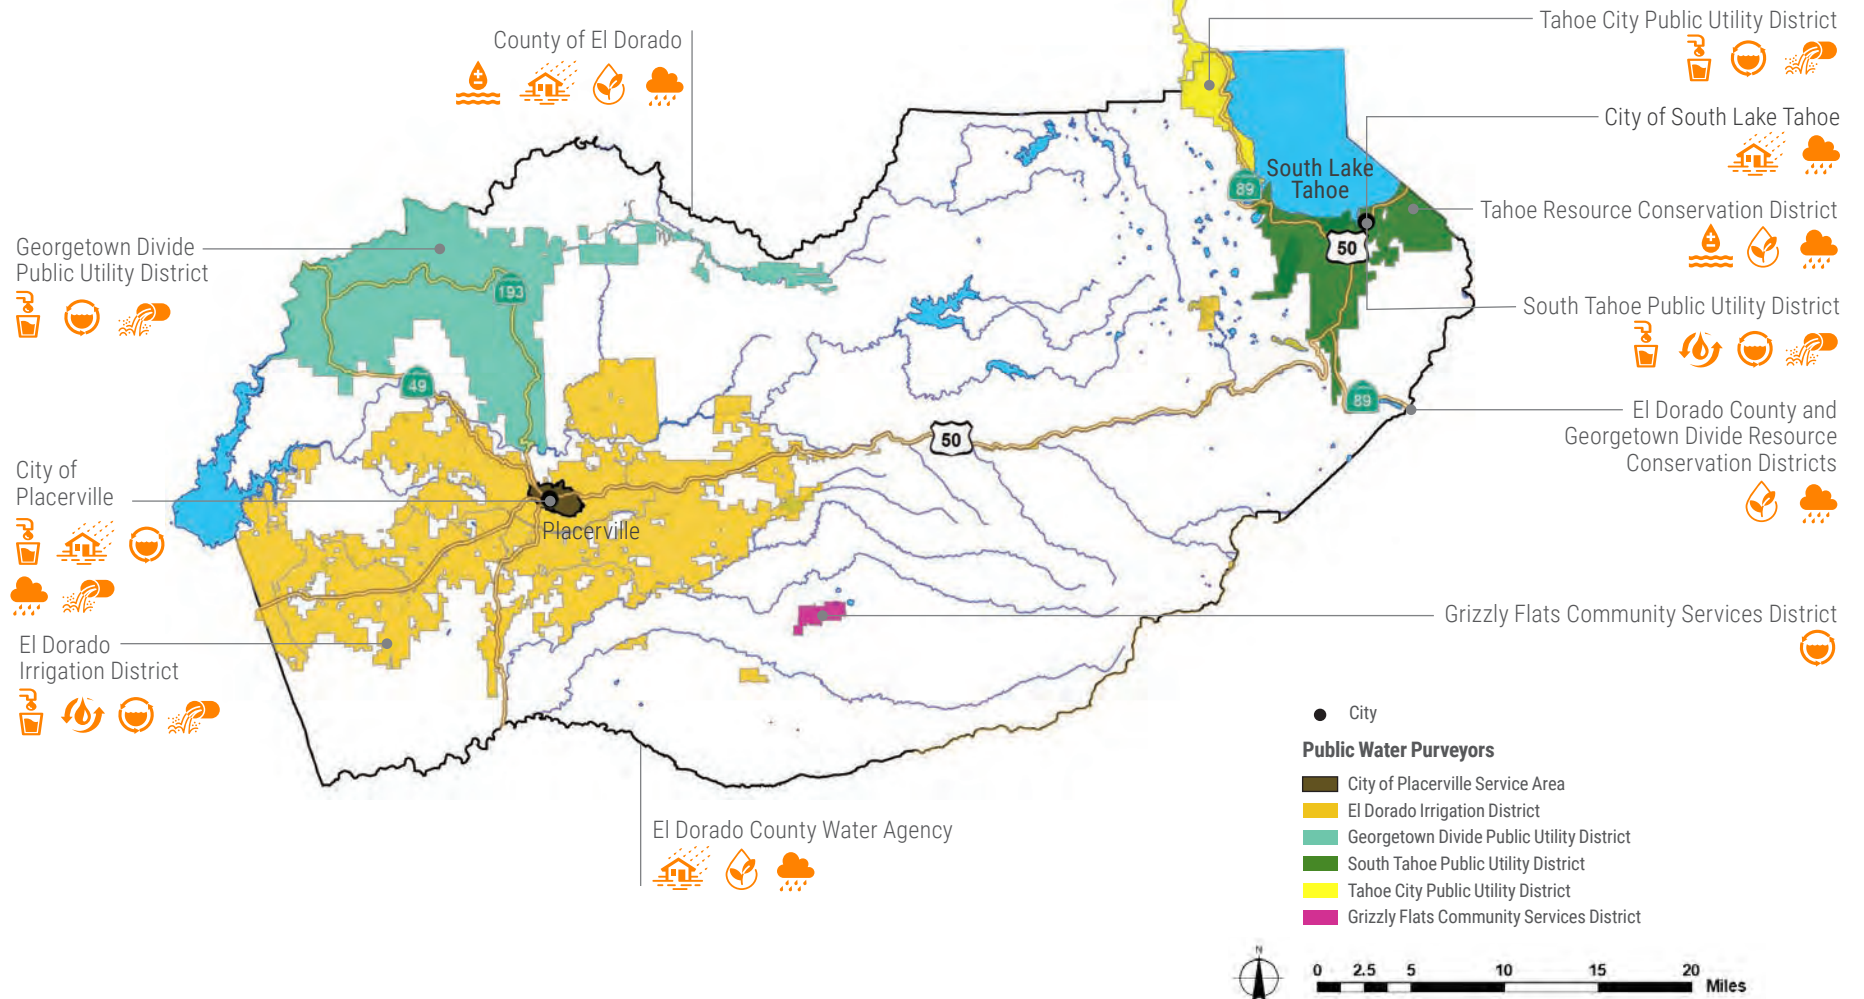 County of El Dorado
Tahoe City Public Utility District
City of South Lake Tahoe
South Lake
Tahoe
89
Tahoe Resource Conservation District
50
Georgetown Divide
Public Utility District
193
South Tahoe Public Utility District
49
89
El Dorado County and
Georgetown Divide Resource
Conservation Districts
50
City of
Placerville
Placerville
Grizzly Flats Community Services District
El Dorado
Irrigation District
El Dorado County Water Agency
City
Public Water Purveyors
City of Placerville Service Area
El Dorado Irrigation District
Georgetown Divide Public Utility District
South Tahoe Public Utility District
Tahoe City Public Utility District
Grizzly Flats Community Services District
N
0 2.5 5 10 15 20 Miles